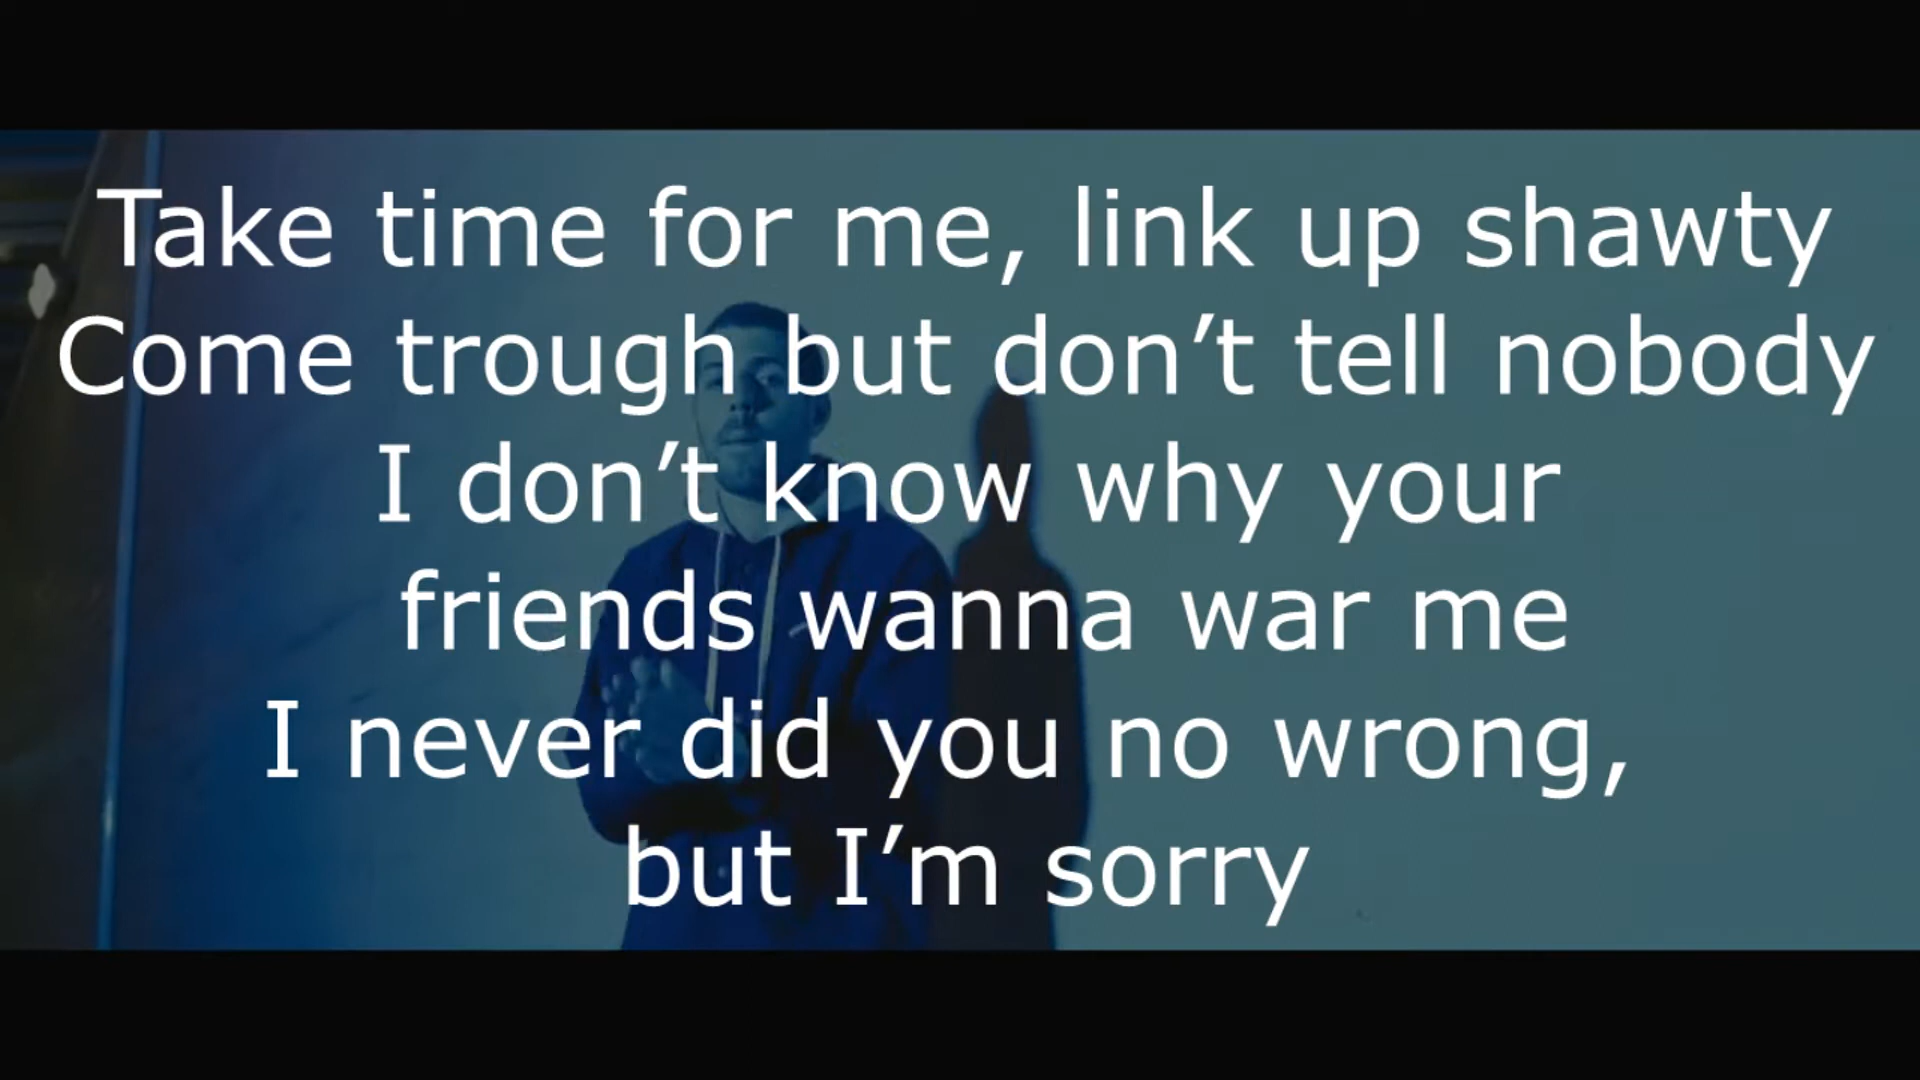 Take time for me, link up shawty
Come trough but don’t tell nobody
I don’t know why your
friends wanna war me
I never did you no wrong,
but I’m sorry